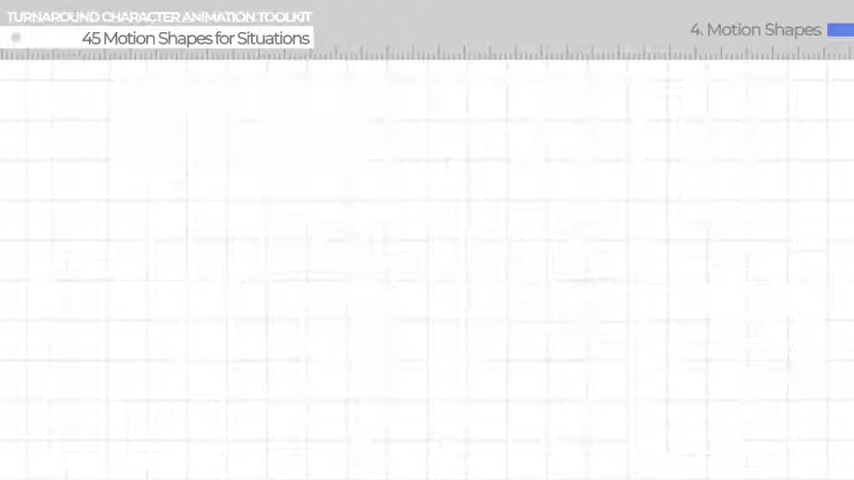 TURNAROUND CHARACTER ANIMATION TOOLKIT
45 Motion Shapes for Situations
4. Motion Shapes